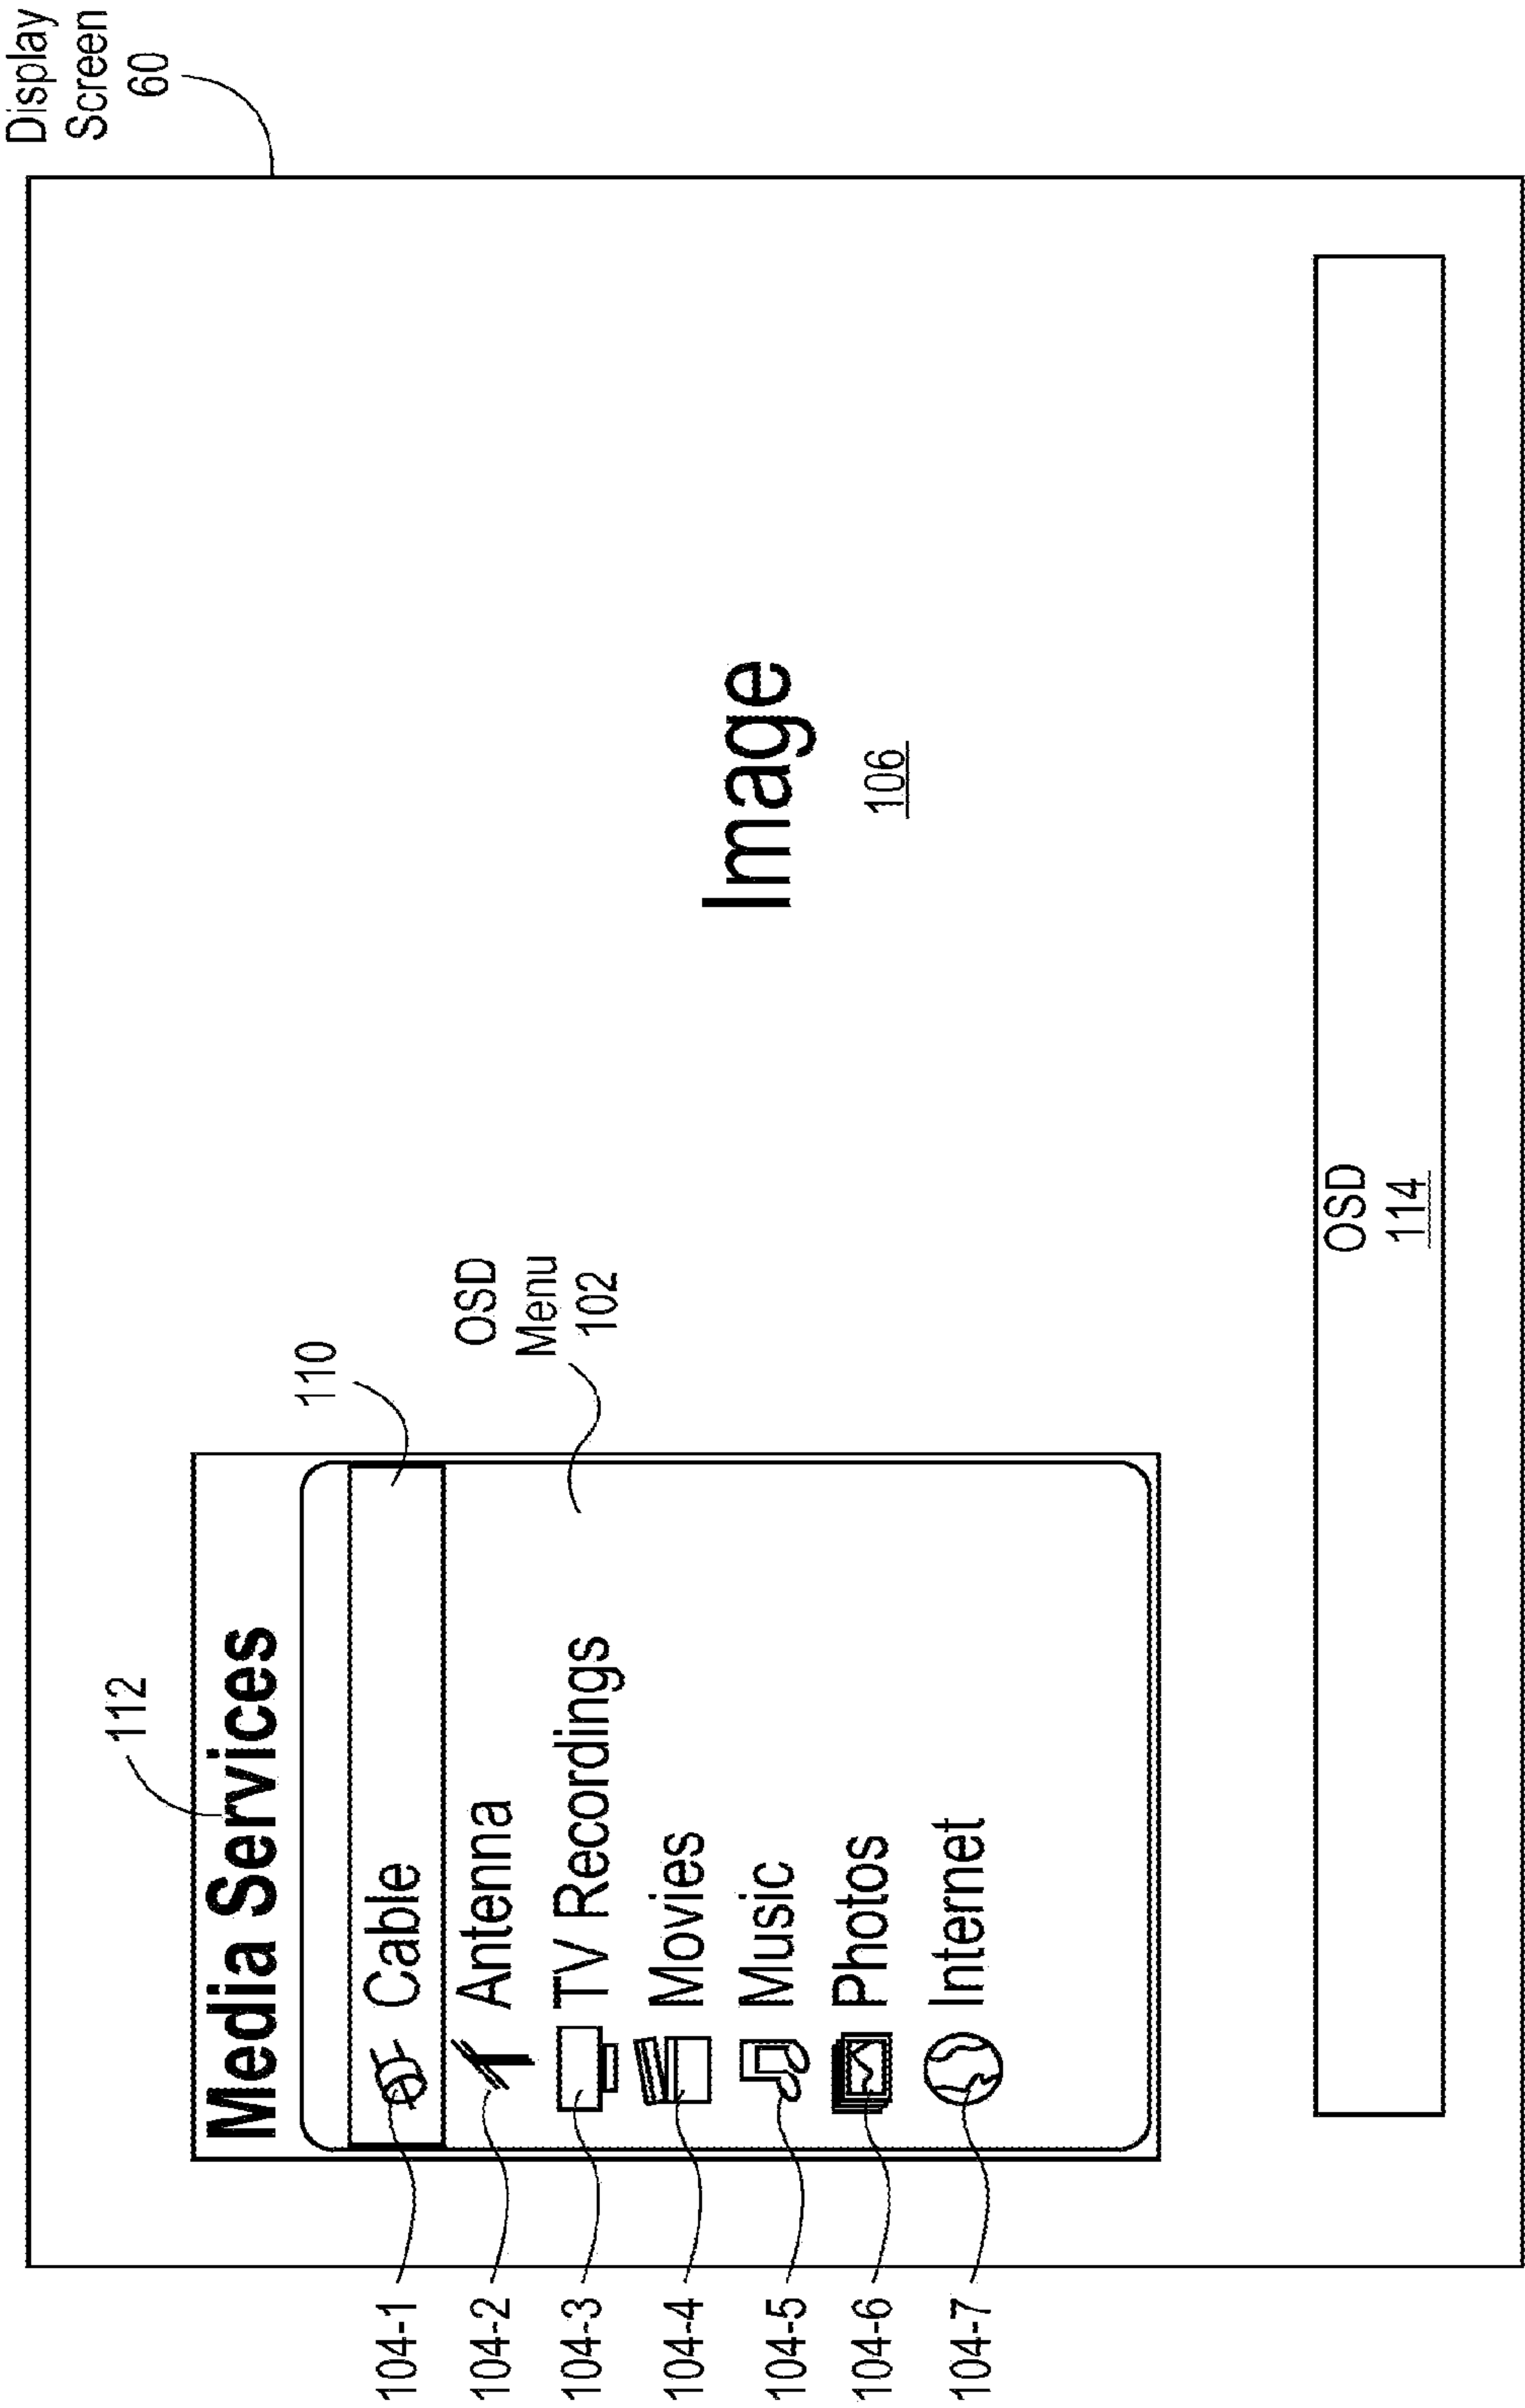 Display
Screen
60
112
Media Services
110
104-1
Cable
104-2
Antenna
OSD
Menu
102
104-3
TV Recordings
104-4
Movies
104-5
Music
104-6
Photos
104-7
Internet
Image
106
OSD
114